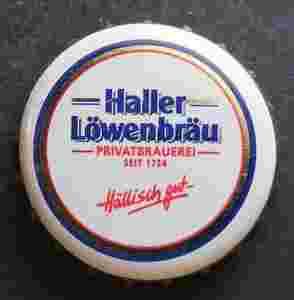 Haller
Löwenbräu
PRIVATBRAUEREI
SEIT 1724
Hällisch gut